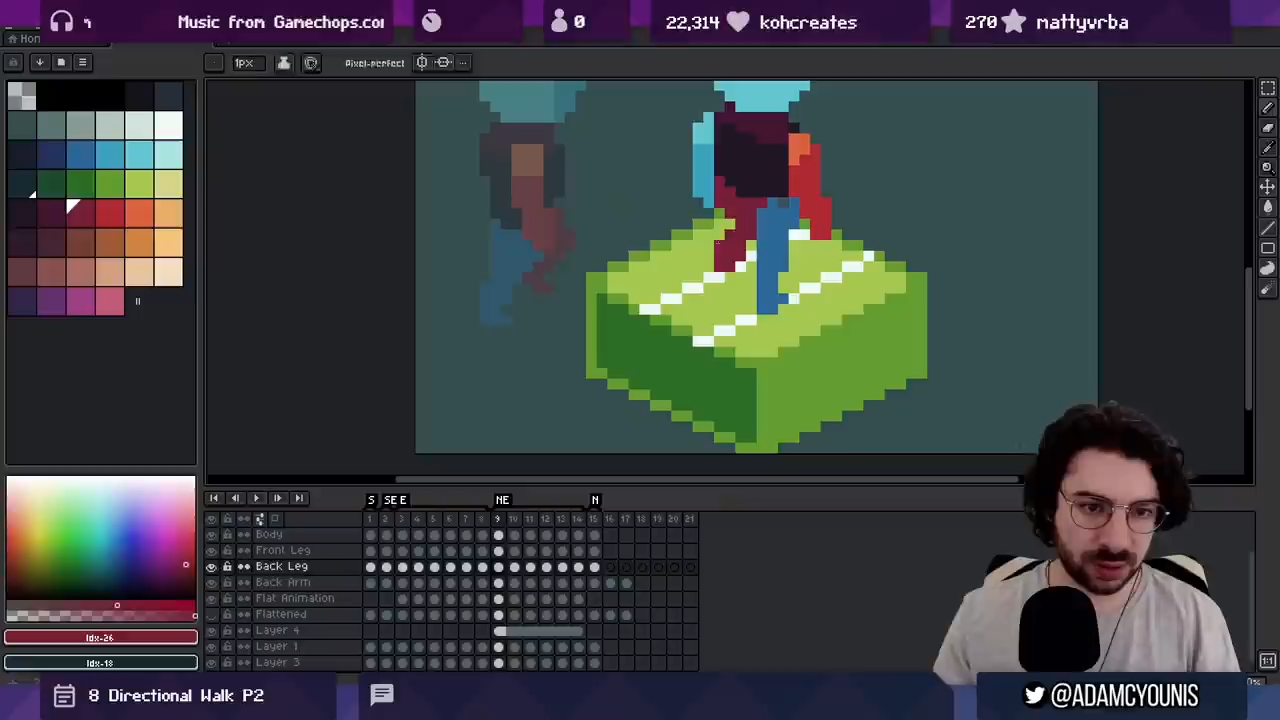 Music from Gamechops.co
0
22,314
kohcreates
270
mattyvrba
Hom
1px
Pixel-perfect
S
SE
E
NE
N
1 2 3 4 5 6 7 8 9 10 11 12 13 14 15 16 17 18 19 20 21
Body
Front Leg
Back Leg
Back Arm
Flat Animation
Flattened
Layer 4
Layer 1
Layer 3
Idx-26
Idx-18
1:1
8 Directional Walk P2
@ADAMCYOUNIS